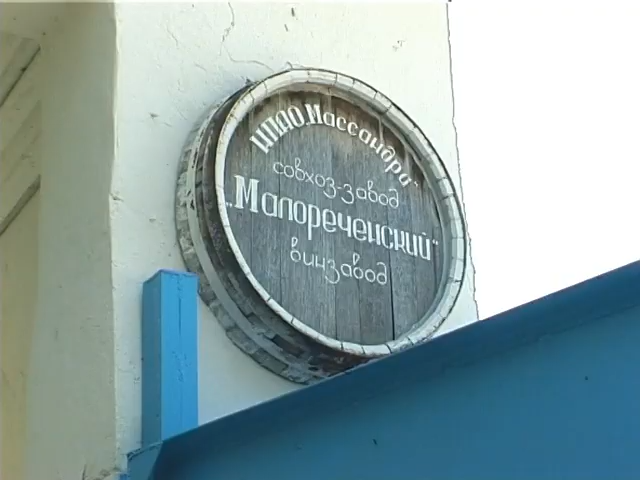 НПАО „Массандра"
совхоз-завод
„Малореченский"
винзавод